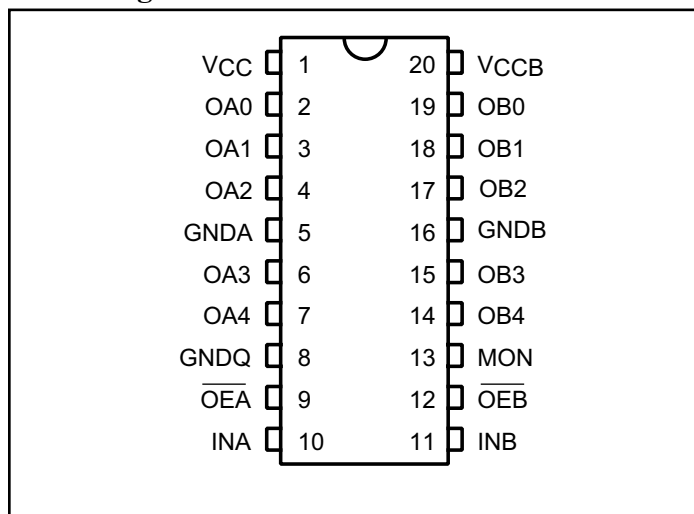 VCC 1 20 VCCB
OA0 2 19 OB0
OA1 3 18 OB1
OA2 4 17 OB2
GNDA 5 16 GNDB
OA3 6 15 OB3
OA4 7 14 OB4
GNDQ 8 13 MON
O̅E̅A̅ 9 12 O̅E̅B̅
INA 10 11 INB